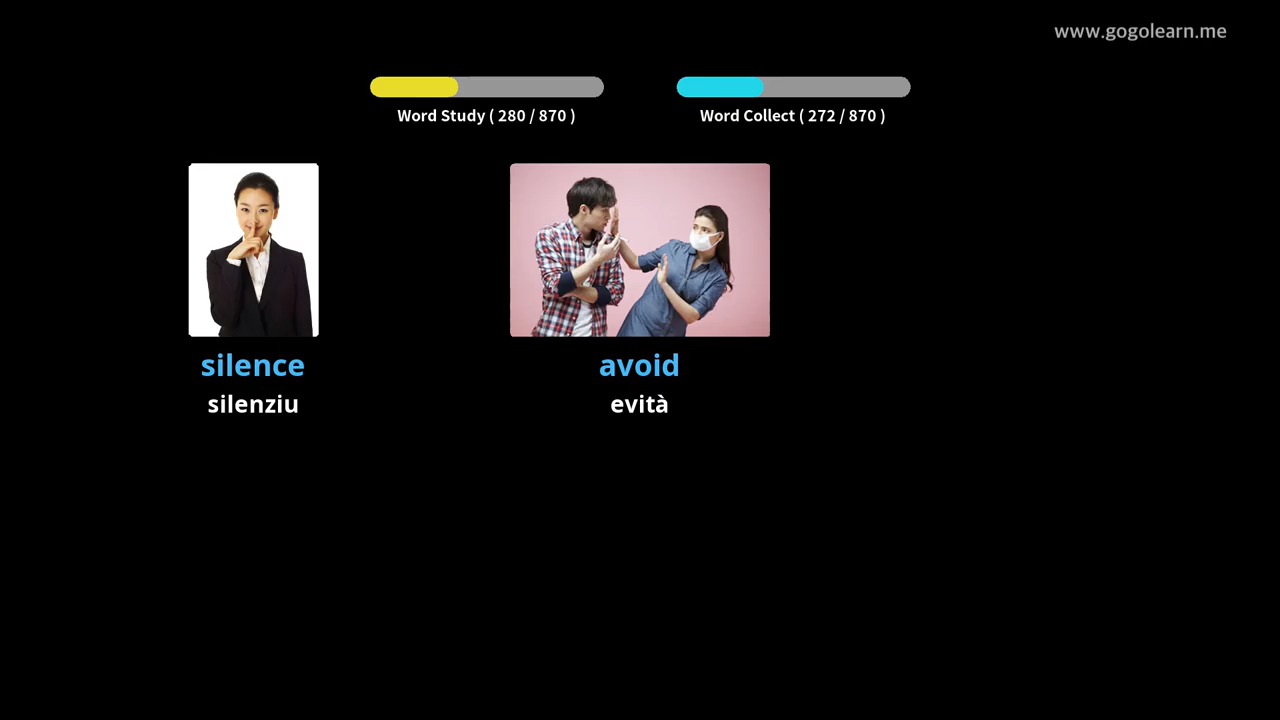 www.gogolearn.me
Word Study ( 280 / 870 )
Word Collect ( 272 / 870 )
silence
silenziu
avoid
evità